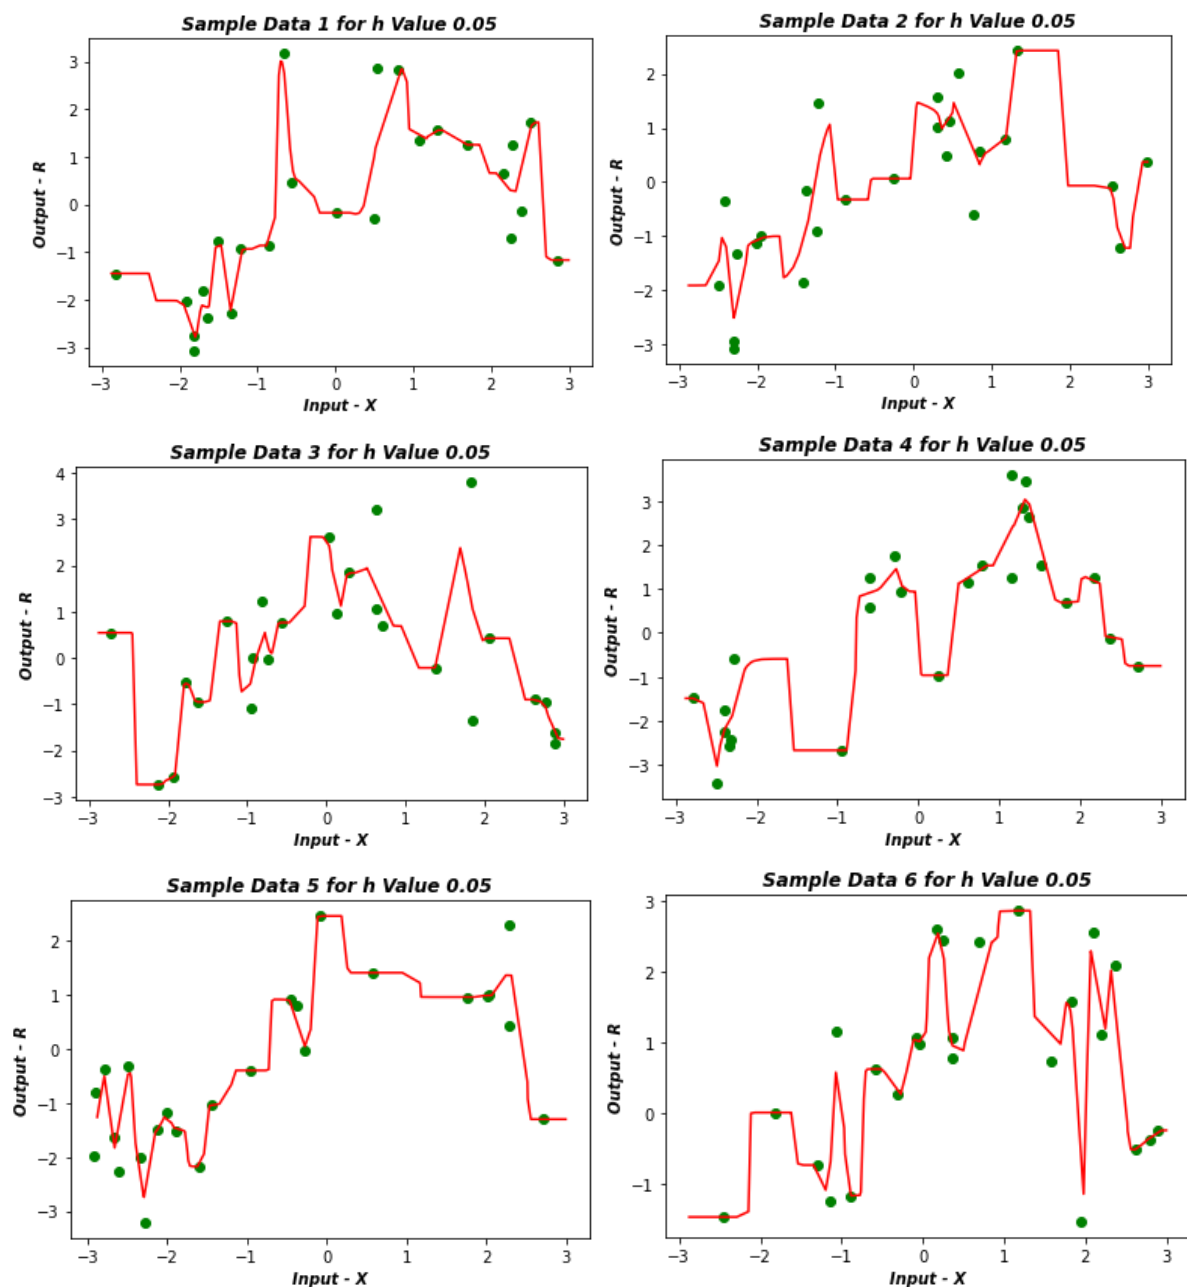 Sample Data 1 for h Value 0.05
Output - R
3
2
1
0
−1
−2
−3
−3 −2 −1 0 1 2 3
Input - X
Sample Data 2 for h Value 0.05
Output - R
2
1
0
−1
−2
−3
−3 −2 −1 0 1 2 3
Input - X
Sample Data 3 for h Value 0.05
Output - R
4
3
2
1
0
−1
−2
−3
−3 −2 −1 0 1 2 3
Input - X
Sample Data 4 for h Value 0.05
Output - R
3
2
1
0
−1
−2
−3
−3 −2 −1 0 1 2 3
Input - X
Sample Data 5 for h Value 0.05
Output - R
2
1
0
−1
−2
−3
−3 −2 −1 0 1 2 3
Input - X
Sample Data 6 for h Value 0.05
Output - R
3
2
1
0
−1
−3 −2 −1 0 1 2 3
Input - X